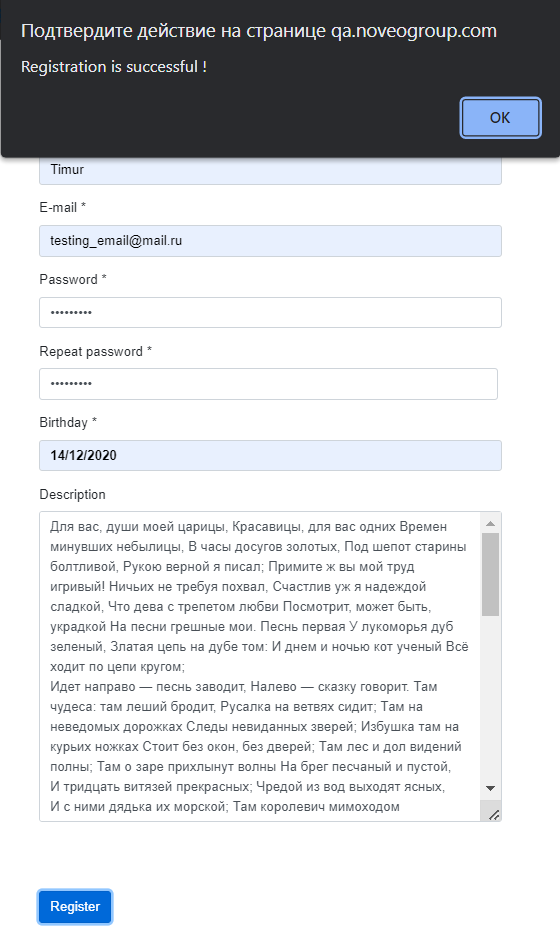 Подтвердите действие на странице qa.noveogroup.com
Registration is successful !
OK
Timur
E-mail *
testing_email@mail.ru
Password *
•••••••••
Repeat password *
•••••••••
Birthday *
14/12/2020
Description
Для вас, души моей царицы, Красавицы, для вас одних Времен
минувших небылицы, В часы досугов золотых, Под шепот старины
болтливой, Рукою верной я писал; Примите ж вы мой труд
игривый! Ничьих не требуя похвал, Счастлив уж я надеждой
сладкой, Что дева с трепетом любви Посмотрит, может быть,
украдкой На песни грешные мои. Песнь первая У лукоморья дуб
зеленый, Златая цепь на дубе том: И днем и ночью кот ученый Всё
ходит по цепи кругом;
Идет направо — песнь заводит, Налево — сказку говорит. Там
чудеса: там леший бродит, Русалка на ветвях сидит; Там на
неведомых дорожках Следы невиданных зверей; Избушка там на
курьих ножках Стоит без окон, без дверей; Там лес и дол видений
полны; Там о заре прихлынут волны На брег песчаный и пустой,
И тридцать витязей прекрасных; Чредой из вод выходят ясных,
И с ними дядька их морской; Там королевич мимоходом
Register